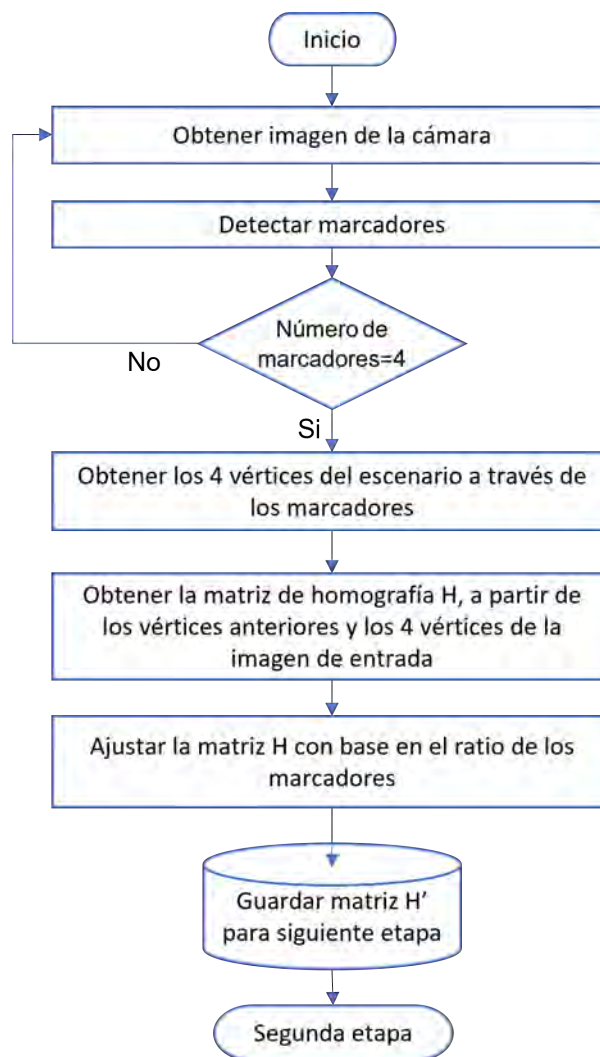 Inicio
Obtener imagen de la cámara
Detectar marcadores
Número de
marcadores=4
No
Si
Obtener los 4 vértices del escenario a través de
los marcadores
Obtener la matriz de homografía H, a partir de
los vértices anteriores y los 4 vértices de la
imagen de entrada
Ajustar la matriz H con base en el ratio de los
marcadores
Guardar matriz H’
para siguiente etapa
Segunda etapa